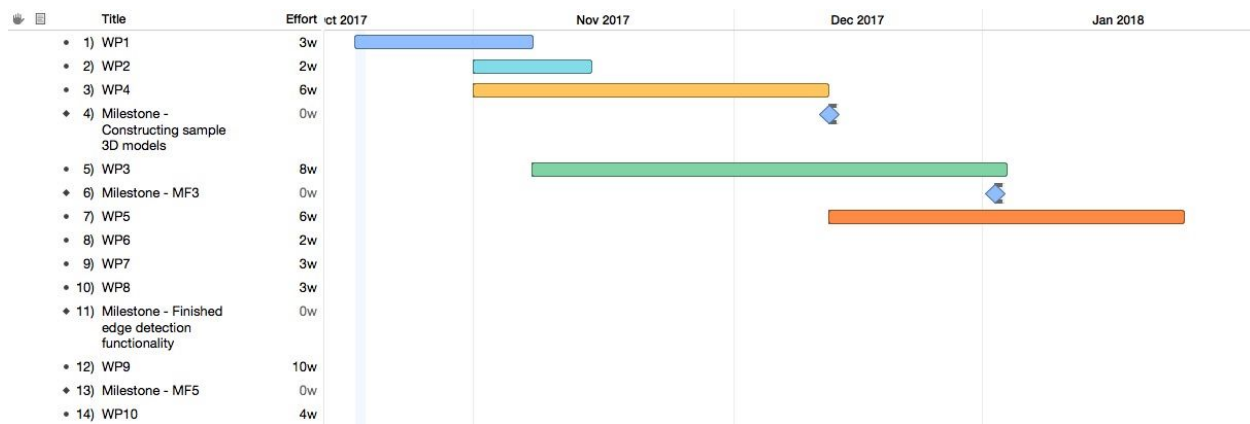 Title Effort ct 2017 Nov 2017 Dec 2017 Jan 2018
1) WP1 3w
2) WP2 2w
3) WP4 6w
4) Milestone - 0w
Constructing sample
3D models
5) WP3 8w
6) Milestone - MF3 0w
7) WP5 6w
8) WP6 2w
9) WP7 3w
10) WP8 3w
11) Milestone - Finished 0w
edge detection
functionality
12) WP9 10w
13) Milestone - MF5 0w
14) WP10 4w